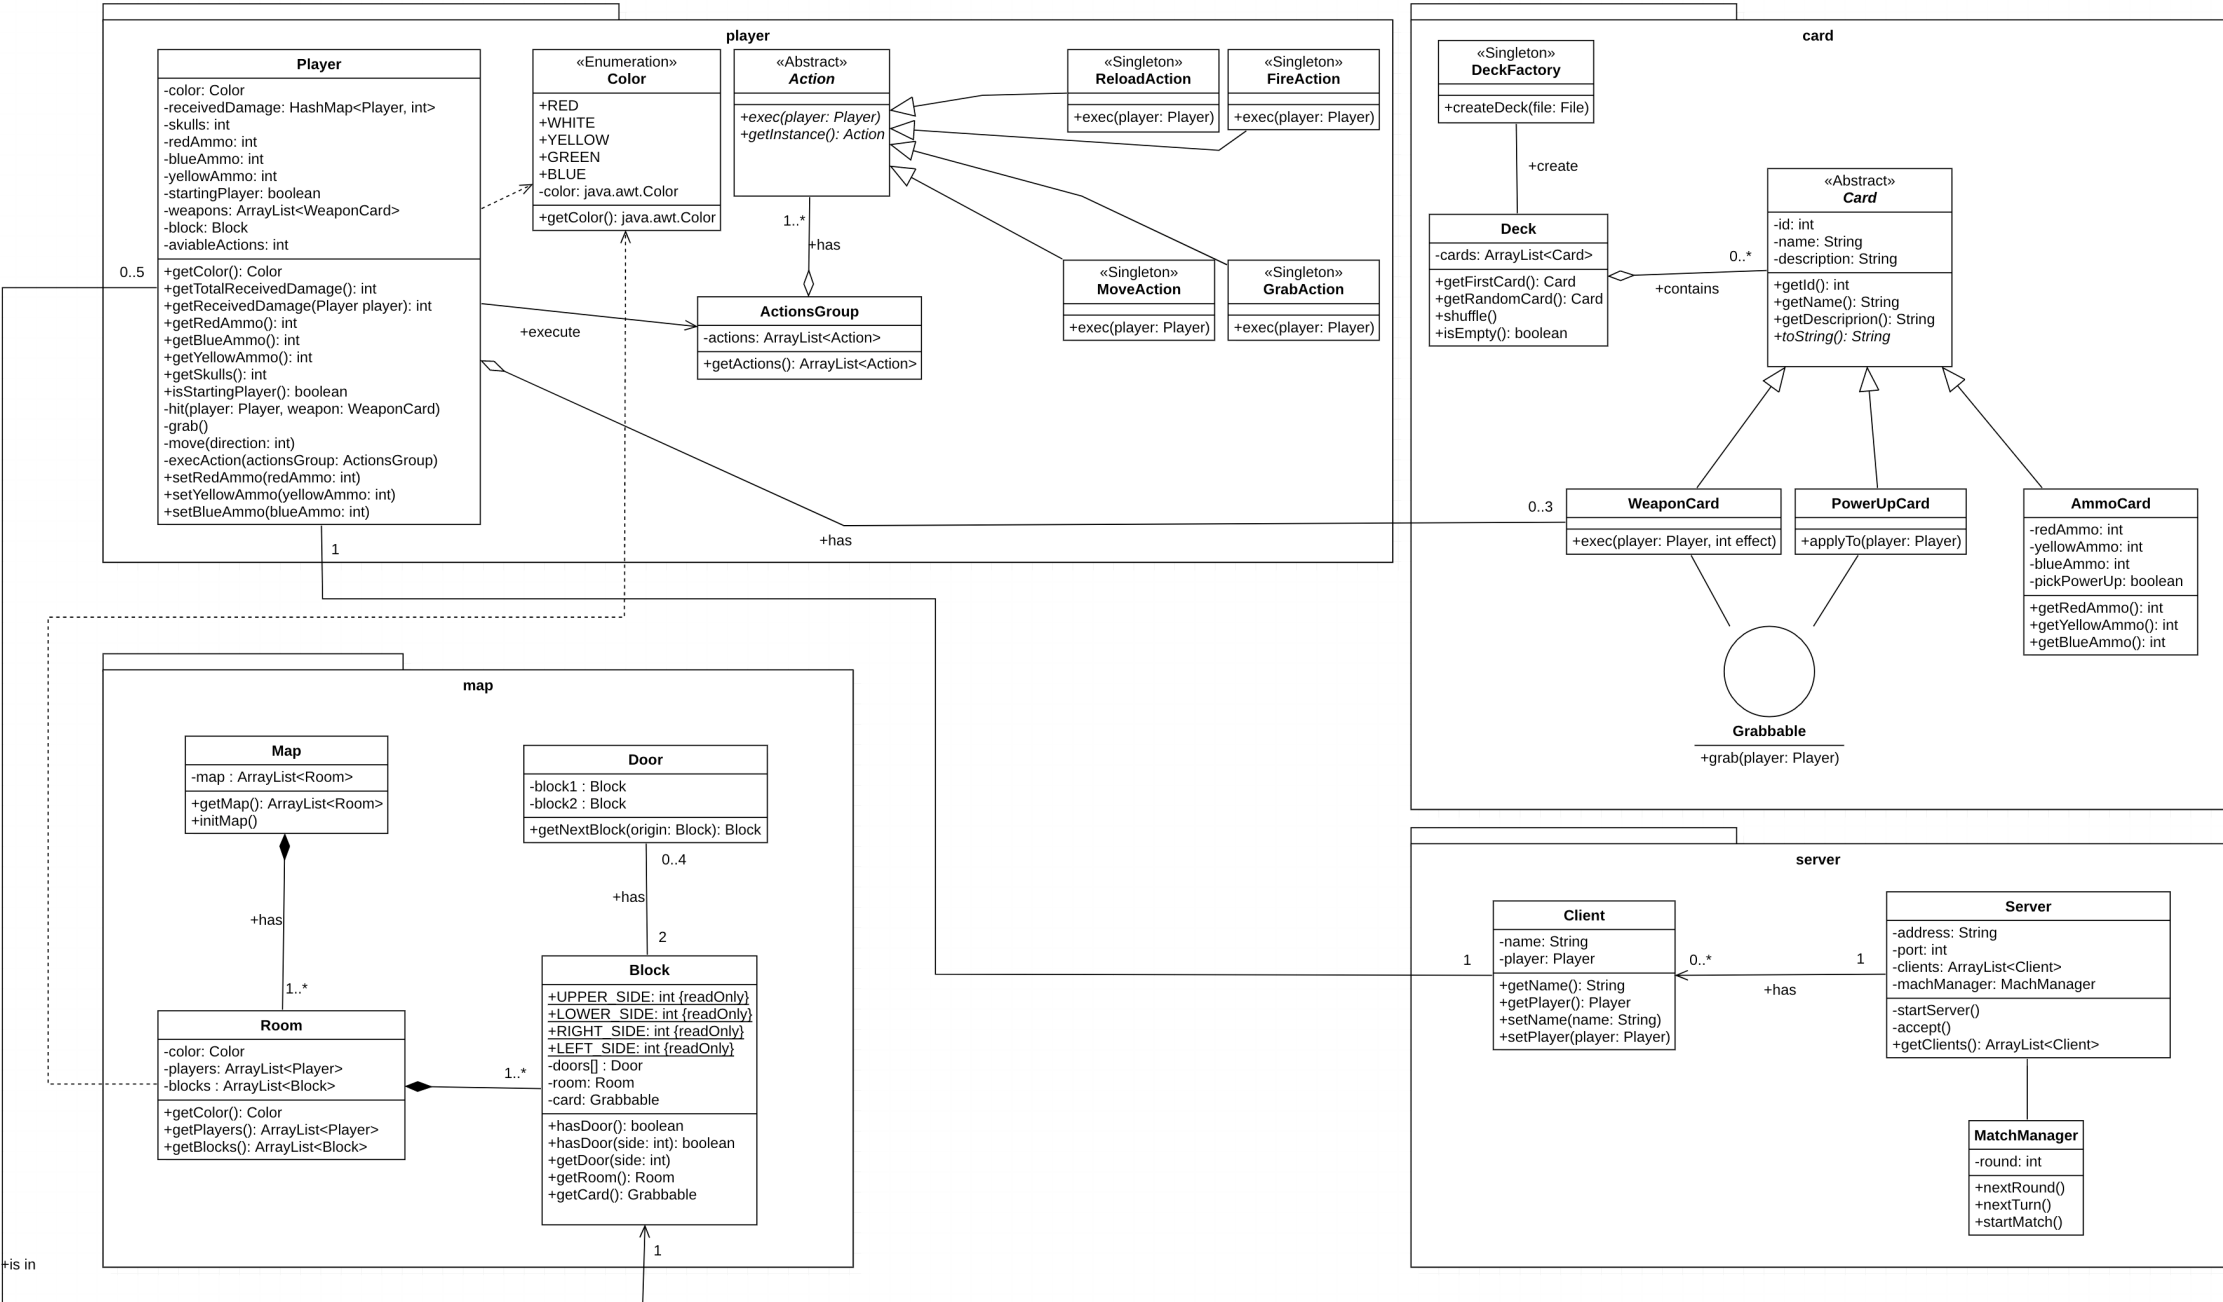 player
Player
-color: Color
-receivedDamage: HashMap<Player, int>
-skulls: int
-redAmmo: int
-blueAmmo: int
-yellowAmmo: int
-startingPlayer: boolean
-weapons: ArrayList<WeaponCard>
-block: Block
-aviableActions: int
+getColor(): Color
+getTotalReceivedDamage(): int
+getReceivedDamage(Player player): int
+getRedAmmo(): int
+getBlueAmmo(): int
+getYellowAmmo(): int
+getSkulls(): int
+isStartingPlayer(): boolean
-hit(player: Player, weapon: WeaponCard)
-grab()
-move(direction: int)
-execAction(actionsGroup: ActionsGroup)
+setRedAmmo(redAmmo: int)
+setYellowAmmo(yellowAmmo: int)
+setBlueAmmo(blueAmmo: int)
0..5
1
«Enumeration»
Color
+RED
+WHITE
+YELLOW
+GREEN
+BLUE
-color: java.awt.Color
+getColor(): java.awt.Color
«Abstract»
Action
+exec(player: Player)
+getInstance(): Action
1..*
+has
ActionsGroup
-actions: ArrayList<Action>
+getActions(): ArrayList<Action>
+execute
«Singleton»
ReloadAction
+exec(player: Player)
«Singleton»
FireAction
+exec(player: Player)
«Singleton»
MoveAction
+exec(player: Player)
«Singleton»
GrabAction
+exec(player: Player)
+has
0..3
card
«Singleton»
DeckFactory
+createDeck(file: File)
+create
Deck
-cards: ArrayList<Card>
+getFirstCard(): Card
+getRandomCard(): Card
+shuffle()
+isEmpty(): boolean
0..*
+contains
«Abstract»
Card
-id: int
-name: String
-description: String
+getId(): int
+getName(): String
+getDescriprion(): String
+toString(): String
WeaponCard
+exec(player: Player, int effect)
PowerUpCard
+applyTo(player: Player)
AmmoCard
-redAmmo: int
-yellowAmmo: int
-blueAmmo: int
-pickPowerUp: boolean
+getRedAmmo(): int
+getYellowAmmo(): int
+getBlueAmmo(): int
Grabbable
+grab(player: Player)
map
Map
-map : ArrayList<Room>
+getMap(): ArrayList<Room>
+initMap()
+has
1..*
Room
-color: Color
-players: ArrayList<Player>
-blocks : ArrayList<Block>
+getColor(): Color
+getPlayers(): ArrayList<Player>
+getBlocks(): ArrayList<Block>
1..*
Door
-block1 : Block
-block2 : Block
+getNextBlock(origin: Block): Block
0..4
+has
2
Block
+UPPER_SIDE: int {readOnly}
+LOWER_SIDE: int {readOnly}
+RIGHT_SIDE: int {readOnly}
+LEFT_SIDE: int {readOnly}
-doors[] : Door
-room: Room
-card: Grabbable
+hasDoor(): boolean
+hasDoor(side: int): boolean
+getDoor(side: int)
+getRoom(): Room
+getCard(): Grabbable
1
+is in
server
Client
-name: String
-player: Player
+getName(): String
+getPlayer(): Player
+setName(name: String)
+setPlayer(player: Player)
1
0..*
1
+has
Server
-address: String
-port: int
-clients: ArrayList<Client>
-machManager: MachManager
-startServer()
-accept()
+getClients(): ArrayList<Client>
MatchManager
-round: int
+nextRound()
+nextTurn()
+startMatch()